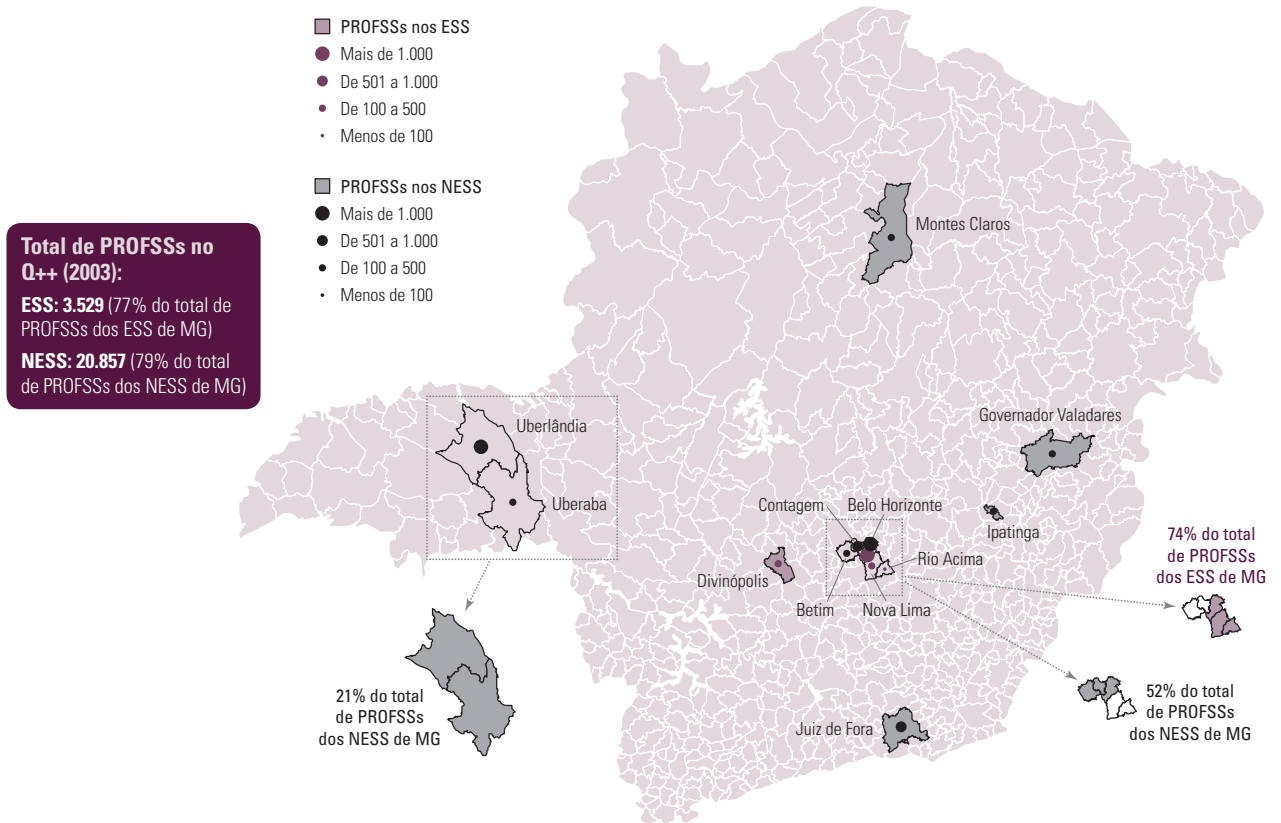 PROFSSs nos ESS
Mais de 1.000
De 501 a 1.000
De 100 a 500
Menos de 100
PROFSSs nos NESS
Mais de 1.000
De 501 a 1.000
De 100 a 500
Menos de 100
Total de PROFSSs no
Q++ (2003):
ESS: 3.529 (77% do total de
PROFSSs dos ESS de MG)
NESS: 20.857 (79% do total
de PROFSSs dos NESS de MG)
Montes Claros
Governador Valadares
Uberlândia
Uberaba
Contagem
Belo Horizonte
Ipatinga
Divinópolis
Rio Acima
Betim
Nova Lima
74% do total
de PROFSSs
dos ESS de MG
21% do total
de PROFSSs
dos NESS de MG
52% do total
de PROFSSs
dos NESS de MG
Juiz de Fora